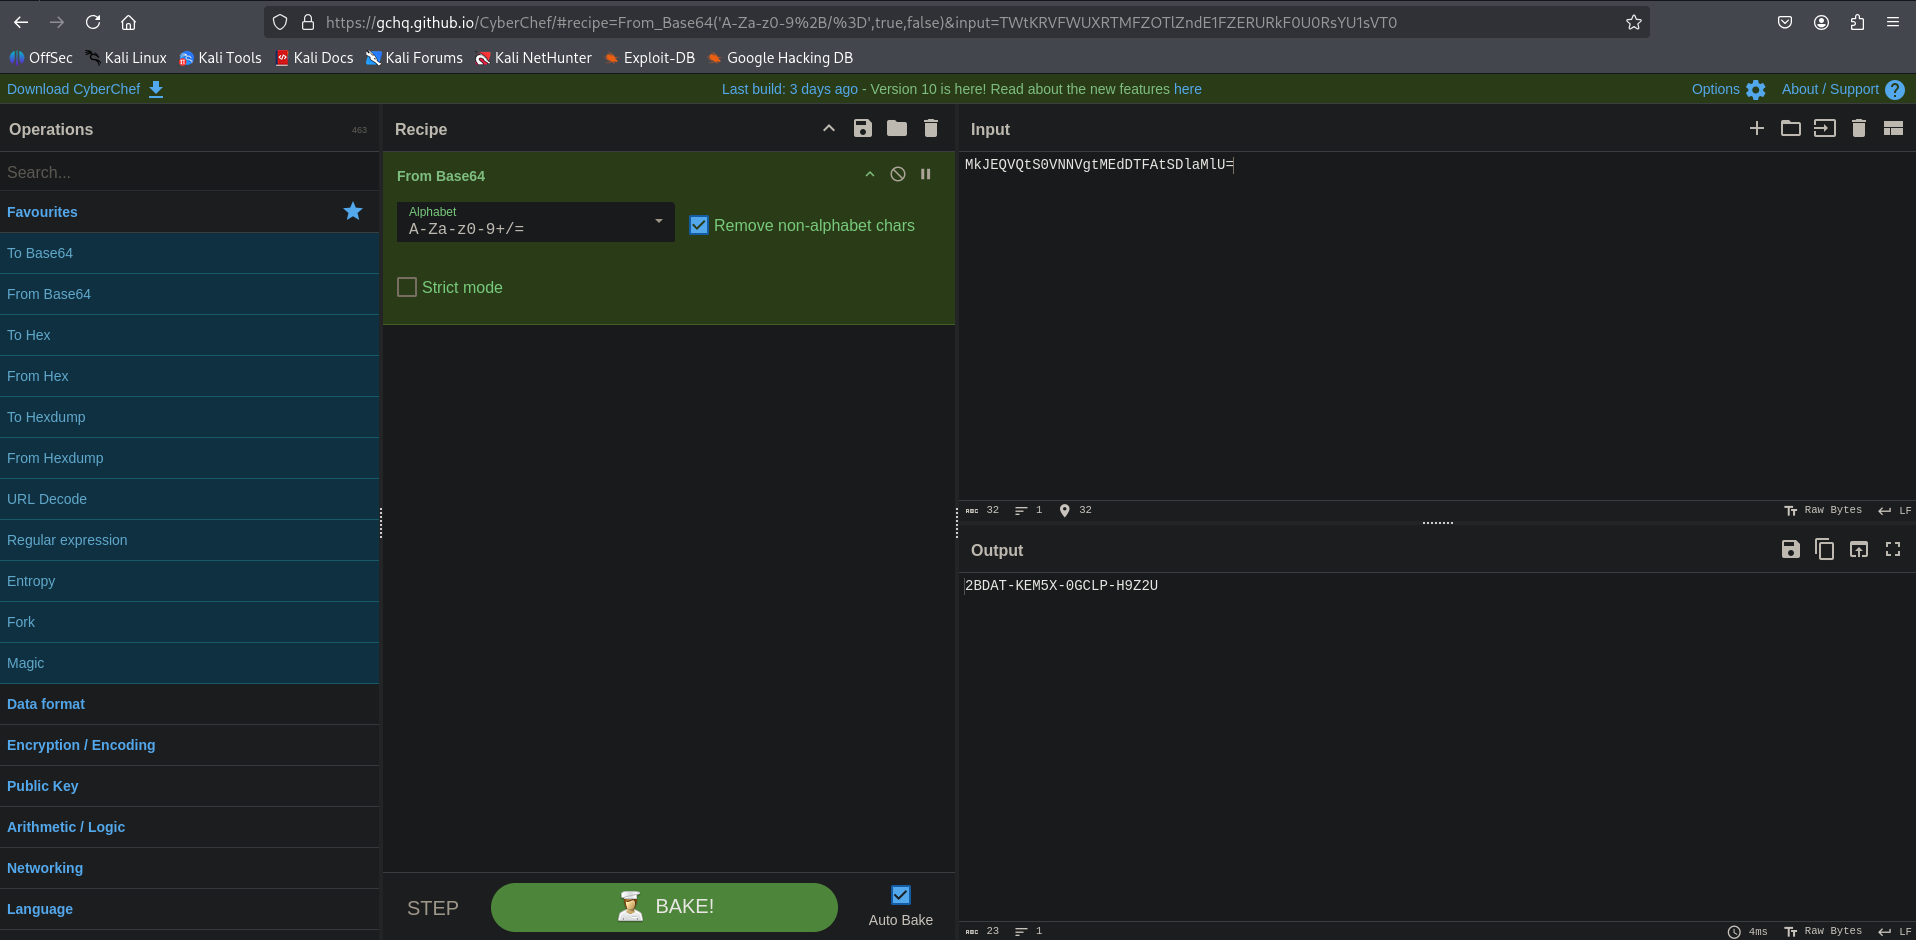 https://gchq.github.io/CyberChef/#recipe=From_Base64('A-Za-z0-9%2B/%3D',true,false)&input=TWtKRVFWUXRTMFZOTlZndE1FZERURkF0U0RsYU1sVT0
OffSec Kali Linux Kali Tools Kali Docs Kali Forums Kali NetHunter Exploit-DB Google Hacking DB
Download CyberChef Last build: 3 days ago - Version 10 is here! Read about the new features here Options About / Support
Operations 463
Search...
Favourites
To Base64
From Base64
To Hex
From Hex
To Hexdump
From Hexdump
URL Decode
Regular expression
Entropy
Fork
Magic
Data format
Encryption / Encoding
Public Key
Arithmetic / Logic
Networking
Language
Recipe
From Base64
Alphabet
A-Za-z0-9+/=
Remove non-alphabet chars
Strict mode
STEP
BAKE!
Auto Bake
Input
MkJEQVQtS0VNNVgtMEdDTFAtSDlaMlU=
ABC 32 1 32 Raw Bytes LF
Output
2BDAT-KEM5X-0GCLP-H9Z2U
ABC 23 1 4ms Raw Bytes LF